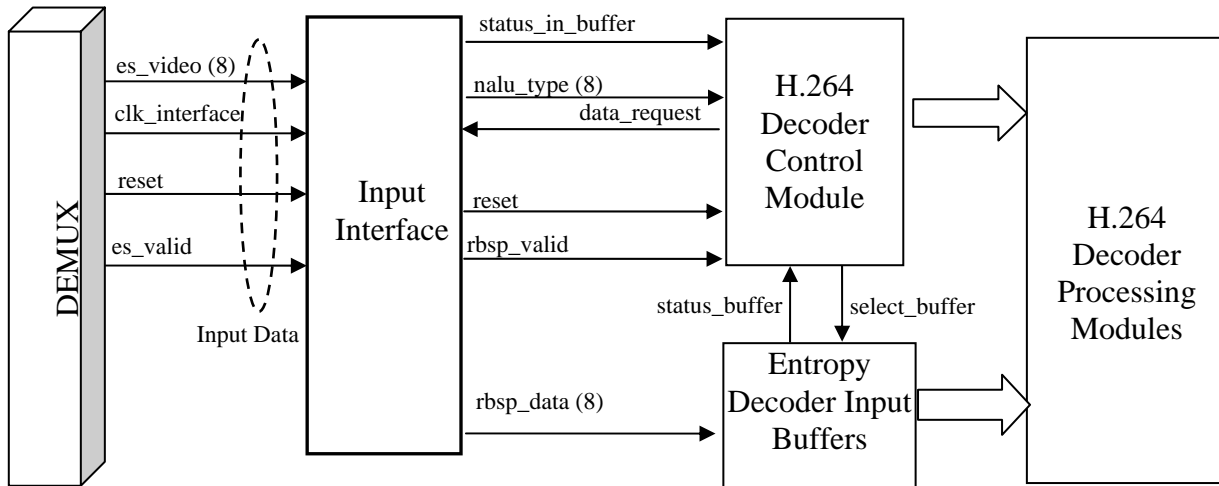 DEMUX
es_video (8)
clk_interface
reset
es_valid
Input Data
Input
Interface
status_in_buffer
nalu_type (8)
data_request
reset
rbsp_valid
rbsp_data (8)
H.264
Decoder
Control
Module
status_buffer
select_buffer
Entropy
Decoder Input
Buffers
H.264
Decoder
Processing
Modules